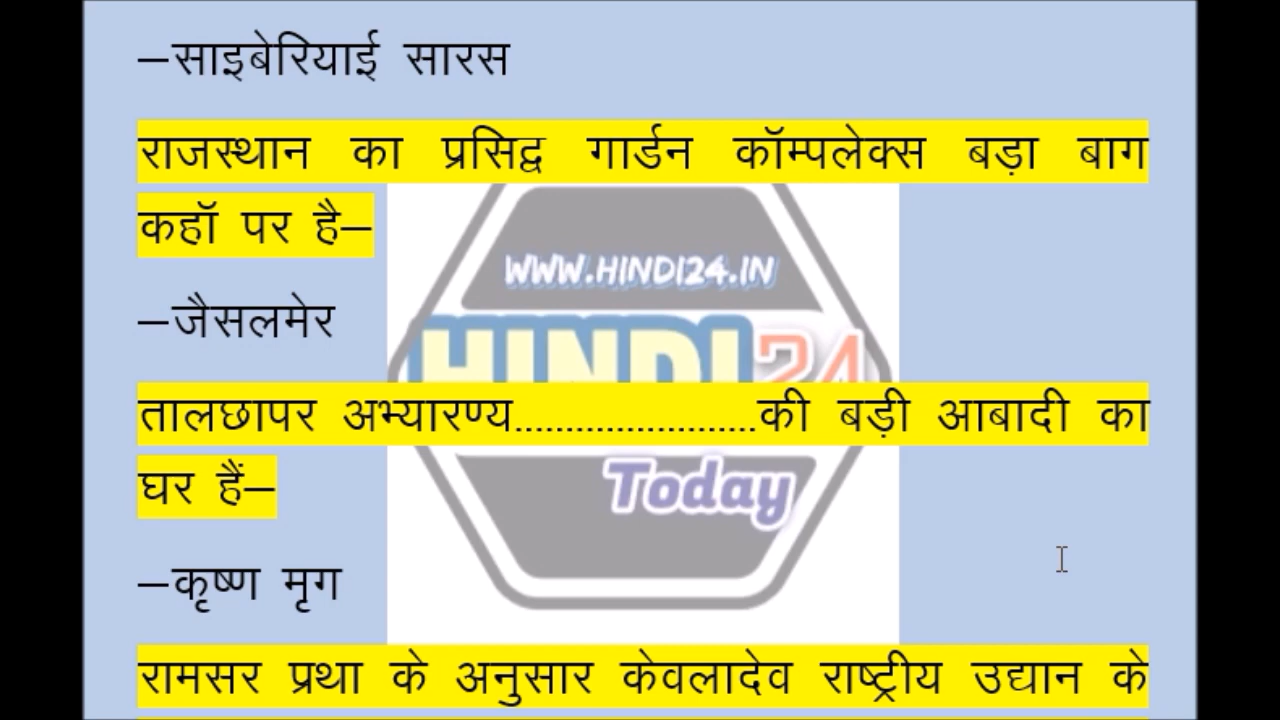 –साइबेरियाई सारस
राजस्थान का प्रसिद्व गार्डन कॉम्पलेक्स बड़ा बाग
कहॉ पर है–
WWW.HINDI24.IN
–जैसलमेर
HINDI24
तालछापर अभ्यारण्य.......................की बड़ी आबादी का
घर हैं–
Today
–कृष्ण मृग
रामसर प्रथा के अनुसार केवलादेव राष्ट्रीय उद्यान के